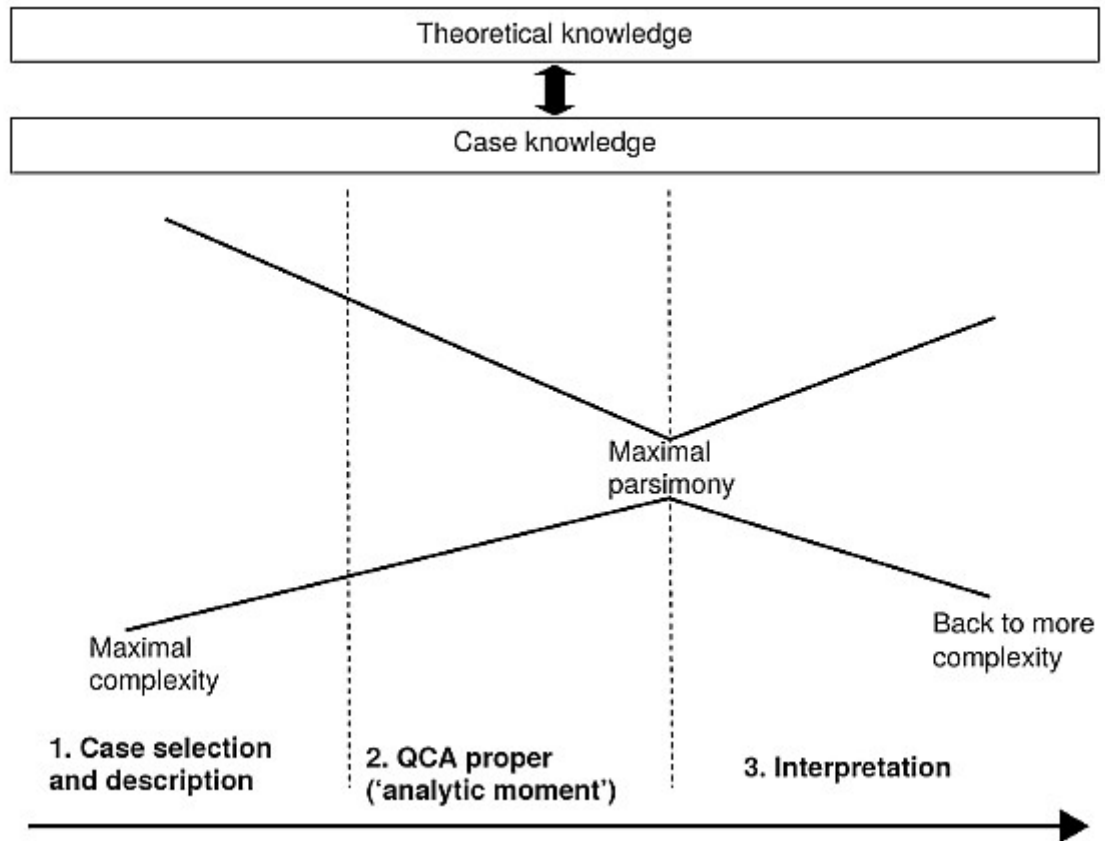 Theoretical knowledge
Case knowledge
Maximal
parsimony
Maximal
complexity
Back to more
complexity
1. Case selection
and description
2. QCA proper
(‘analytic moment’)
3. Interpretation